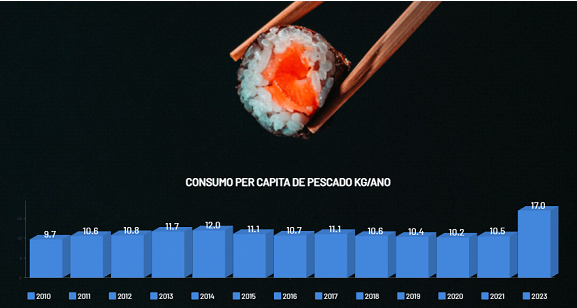 CONSUMO PER CAPITA DE PESCADO KG/ANO
9.7 10.6 10.8 11.7 12.0 11.1 10.7 11.1 10.6 10.4 10.2 10.5 17.0
2010 2011 2012 2013 2014 2015 2016 2017 2018 2019 2020 2021 2023